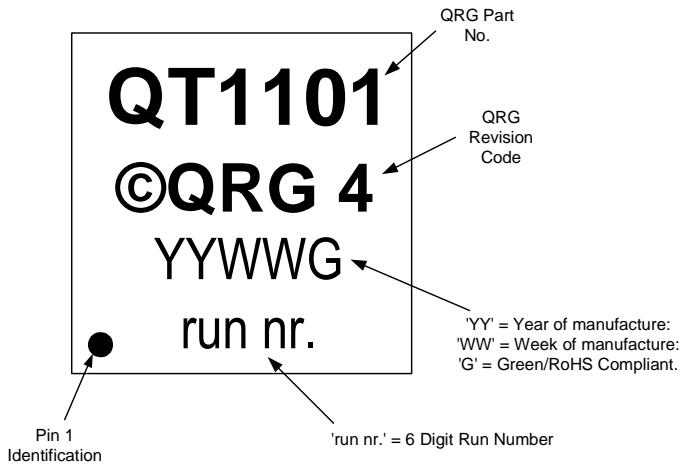 QRG Part
No.
QT1101
QRG
Revision
Code
©QRG 4
YYWWG
'YY' = Year of manufacture:
'WW' = Week of manufacture:
'G' = Green/RoHS Compliant.
run nr.
Pin 1
Identification
'run nr.' = 6 Digit Run Number